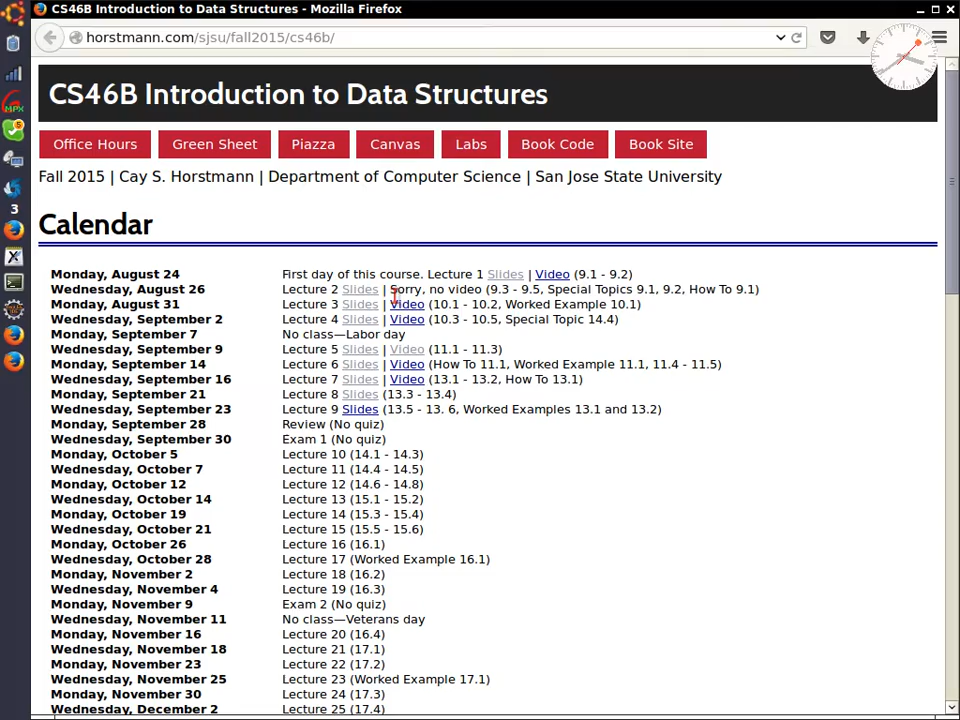 CS46B Introduction to Data Structures - Mozilla Firefox
horstmann.com/sjsu/fall2015/cs46b/
CS46B Introduction to Data Structures
Office Hours Green Sheet Piazza Canvas Labs Book Code Book Site
Fall 2015 | Cay S. Horstmann | Department of Computer Science | San Jose State University
Calendar
Monday, August 24 First day of this course. Lecture 1 Slides | Video (9.1 - 9.2)
Wednesday, August 26 Lecture 2 Slides | Sorry, no video (9.3 - 9.5, Special Topics 9.1, 9.2, How To 9.1)
Monday, August 31 Lecture 3 Slides | Video (10.1 - 10.2, Worked Example 10.1)
Wednesday, September 2 Lecture 4 Slides | Video (10.3 - 10.5, Special Topic 14.4)
Monday, September 7 No class—Labor day
Wednesday, September 9 Lecture 5 Slides | Video (11.1 - 11.3)
Monday, September 14 Lecture 6 Slides | Video (How To 11.1, Worked Example 11.1, 11.4 - 11.5)
Wednesday, September 16 Lecture 7 Slides | Video (13.1 - 13.2, How To 13.1)
Monday, September 21 Lecture 8 Slides (13.3 - 13.4)
Wednesday, September 23 Lecture 9 Slides (13.5 - 13. 6, Worked Examples 13.1 and 13.2)
Monday, September 28 Review (No quiz)
Wednesday, September 30 Exam 1 (No quiz)
Monday, October 5 Lecture 10 (14.1 - 14.3)
Wednesday, October 7 Lecture 11 (14.4 - 14.5)
Monday, October 12 Lecture 12 (14.6 - 14.8)
Wednesday, October 14 Lecture 13 (15.1 - 15.2)
Monday, October 19 Lecture 14 (15.3 - 15.4)
Wednesday, October 21 Lecture 15 (15.5 - 15.6)
Monday, October 26 Lecture 16 (16.1)
Wednesday, October 28 Lecture 17 (Worked Example 16.1)
Monday, November 2 Lecture 18 (16.2)
Wednesday, November 4 Lecture 19 (16.3)
Monday, November 9 Exam 2 (No quiz)
Wednesday, November 11 No class—Veterans day
Monday, November 16 Lecture 20 (16.4)
Wednesday, November 18 Lecture 21 (17.1)
Monday, November 23 Lecture 22 (17.2)
Wednesday, November 25 Lecture 23 (Worked Example 17.1)
Monday, November 30 Lecture 24 (17.3)
Wednesday, December 2 Lecture 25 (17.4)
MPX
5
3